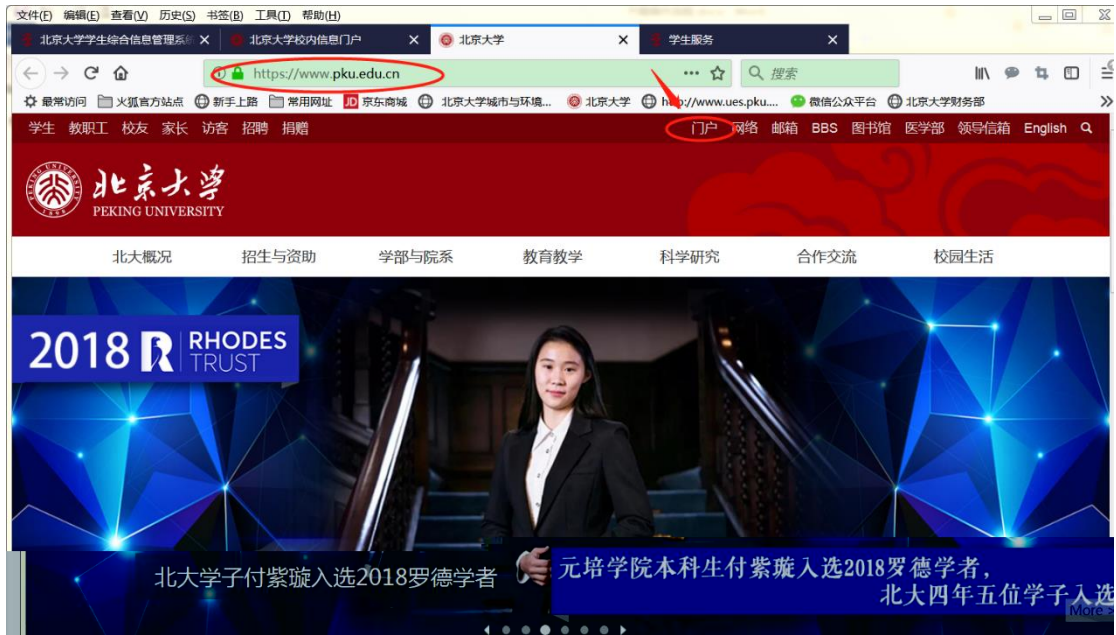 文件(F) 编辑(E) 查看(V) 历史(S) 书签(B) 工具(T) 帮助(H)
北京大学学生综合信息管理系统 北京大学校内信息门户 北京大学 学生服务
https://www.pku.edu.cn 搜索
最常访问 火狐官方站点 新手上路 常用网址 JD 京东商城 北京大学城市与环境... 北京大学 http://www.ues.pku.... 微信公众平台 北京大学财务部
学生 教职工 校友 家长 访客 招聘 捐赠 门户 网络 邮箱 BBS 图书馆 医学部 领导信箱 English
北京大学
PEKING UNIVERSITY
1898
北大概况 招生与资助 学部与院系 教育教学 科学研究 合作交流 校园生活
2018 R RHODES
TRUST
北大学子付紫璇入选2018罗德学者
元培学院本科生付紫璇入选2018罗德学者，
北大四年五位学子入选
More >